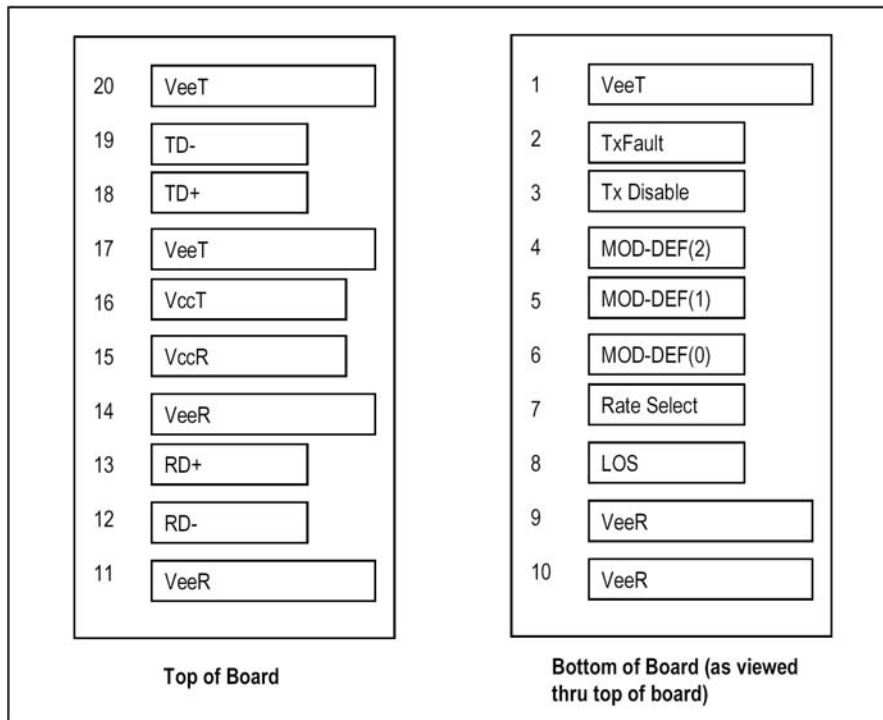 20 VeeT
19 TD-
18 TD+
17 VeeT
16 VccT
15 VccR
14 VeeR
13 RD+
12 RD-
11 VeeR
Top of Board
1 VeeT
2 TxFault
3 Tx Disable
4 MOD-DEF(2)
5 MOD-DEF(1)
6 MOD-DEF(0)
7 Rate Select
8 LOS
9 VeeR
10 VeeR
Bottom of Board (as viewed
thru top of board)